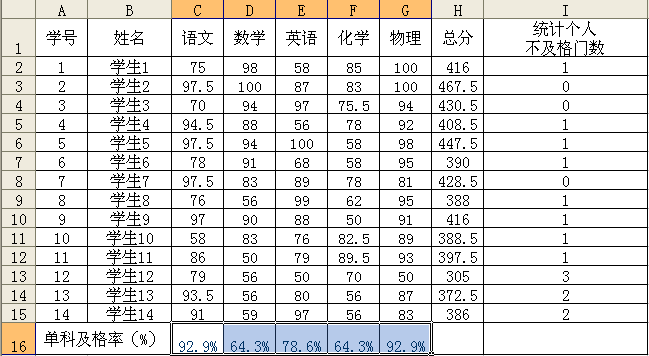 A B C D E F G H I
1 学号 姓名 语文 数学 英语 化学 物理 总分 统计个人
不及格门数
2 1 学生1 75 98 58 85 100 416 1
3 2 学生2 97.5 100 87 83 100 467.5 0
4 3 学生3 70 94 97 75.5 94 430.5 0
5 4 学生4 94.5 88 56 78 92 408.5 1
6 5 学生5 97.5 94 100 58 98 447.5 1
7 6 学生6 78 91 68 58 95 390 1
8 7 学生7 97.5 83 89 78 81 428.5 0
9 8 学生8 76 56 99 62 95 388 1
10 9 学生9 97 90 88 50 91 416 1
11 10 学生10 58 83 76 82.5 89 388.5 1
12 11 学生11 86 50 79 89.5 93 397.5 1
13 12 学生12 79 56 50 70 50 305 3
14 13 学生13 93.5 56 80 56 87 372.5 2
15 14 学生14 91 59 97 56 83 386 2
16 单科及格率（%） 92.9% 64.3% 78.6% 64.3% 92.9%